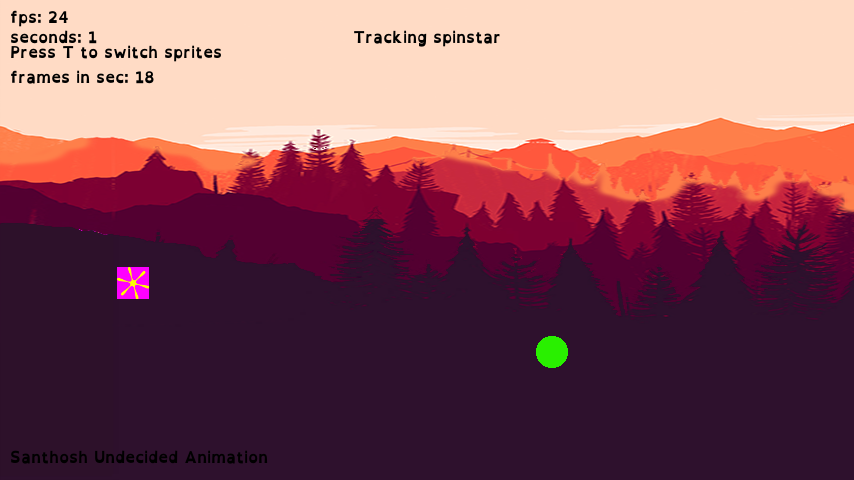 fps: 24
seconds: 1
Press T to switch sprites
frames in sec: 18
Tracking spinstar
Santhosh Undecided Animation